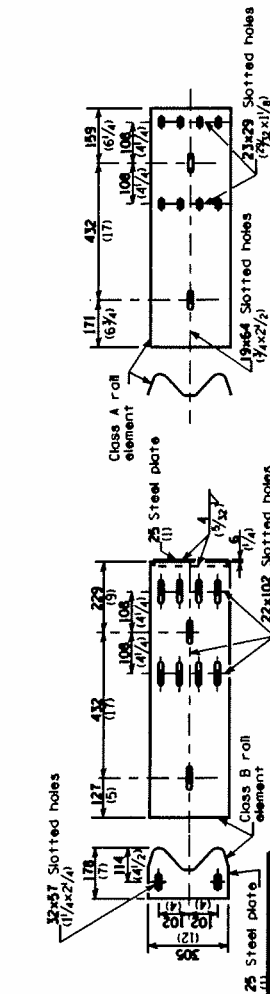 159
(6¼)
108
(4¼)
108
(4¼)
432
(17)
171
(6¾)
Class A rail
element
23x29 Slotted holes
(29/32x1⅛)
19x64 Slotted holes
(¾x2½)
25 Steel plate
(1)
4
(5/32)
6
(¼)
229
(9)
108
(4¼)
108
(4¼)
432
(17)
127
(5)
22x102 Slotted holes
Class B rail
element
32x57 Slotted holes
(1¼x2¼)
178
(7)
114
(4½)
305
(12)
102
(4)
102
(4)
25 Steel plate
(1)